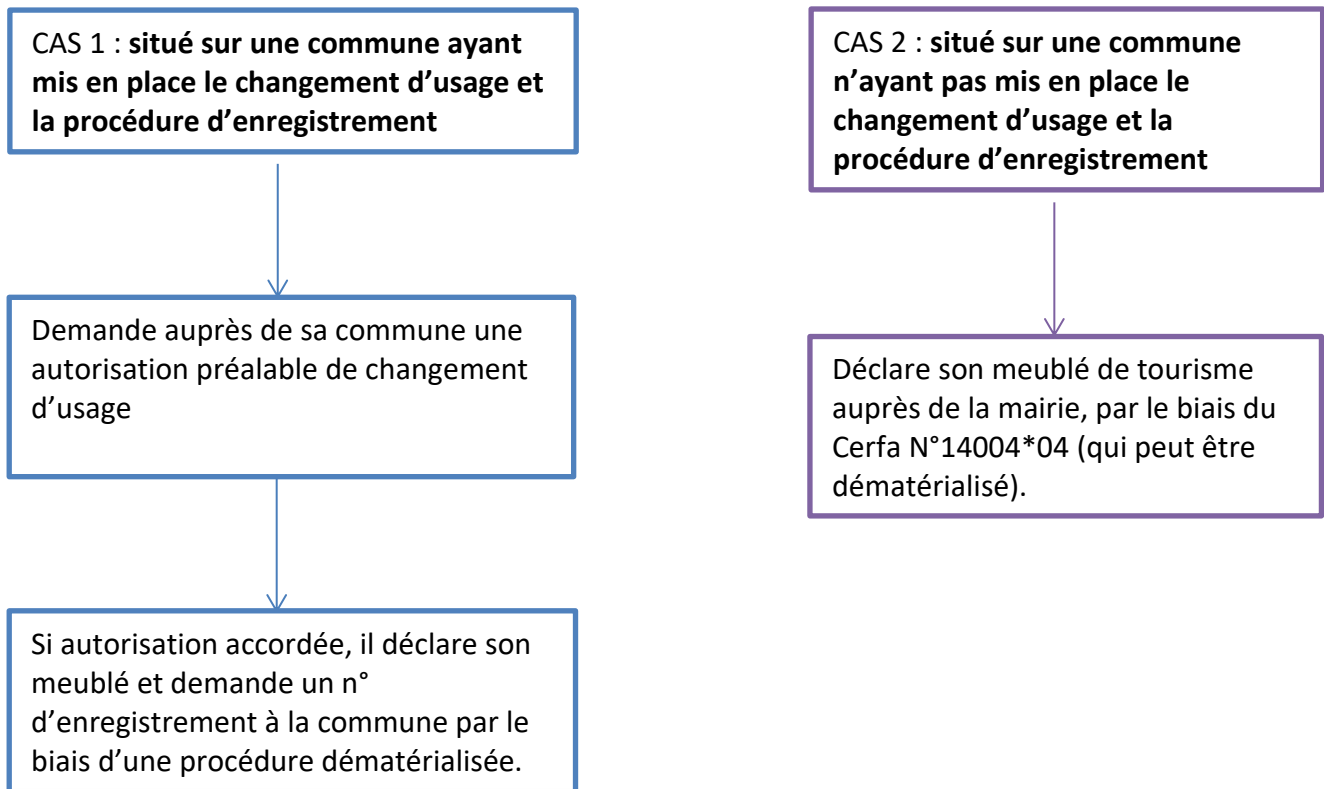 CAS 1 : situé sur une commune ayant
mis en place le changement d’usage et
la procédure d’enregistrement
Demande auprès de sa commune une
autorisation préalable de changement
d’usage
Si autorisation accordée, il déclare son
meublé et demande un n°
d’enregistrement à la commune par le
biais d’une procédure dématérialisée.
CAS 2 : situé sur une commune
n’ayant pas mis en place le
changement d’usage et la
procédure d’enregistrement
Déclare son meublé de tourisme
auprès de la mairie, par le biais du
Cerfa N°14004*04 (qui peut être
dématérialisé).